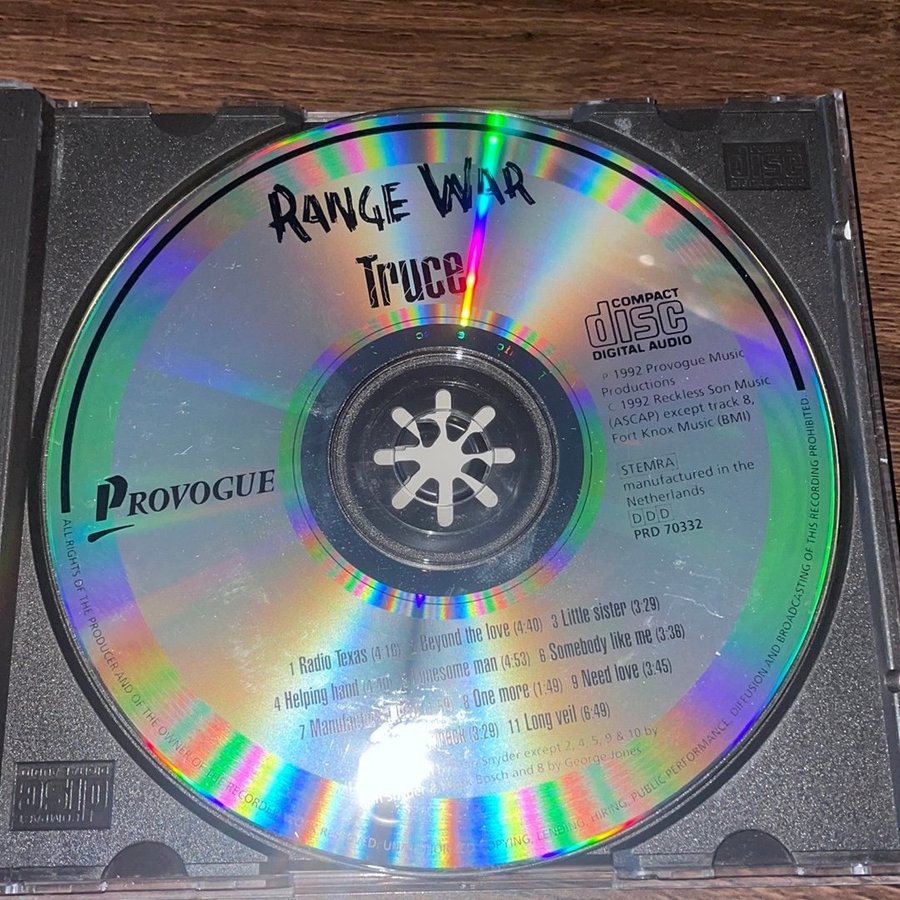 RANGE WAR
Truce
COMPACT
disc
DIGITAL AUDIO
P 1992 Provogue Music
Productions
C 1992 Reckless Son Music
(ASCAP) except track 8,
Fort Knox Music (BMI)
STEMRA
manufactured in the
Netherlands
DDD
PRD 70332
PROVOGUE
1 Radio Texas (4:16) Beyond the love (4:40) 3 Little sister (3:29)
4 Helping hand man (4:53) 6 Somebody like me (3:36)
7 8 One more (1:49) 9 Need love (3:45)
(3:29) 11 Long veil (6:49)
Snyder except 2, 4, 5, 9 & 10 by
Bosch and 8 by George Jones
ALL RIGHTS OF THE PRODUCER AND OF THE OWNER OF THE RECORDED COPYING, LENDING, HIRING, PUBLIC PERFORMANCE, DIFFUSION AND BROADCASTING OF THIS RECORDING PROHIBITED
disc